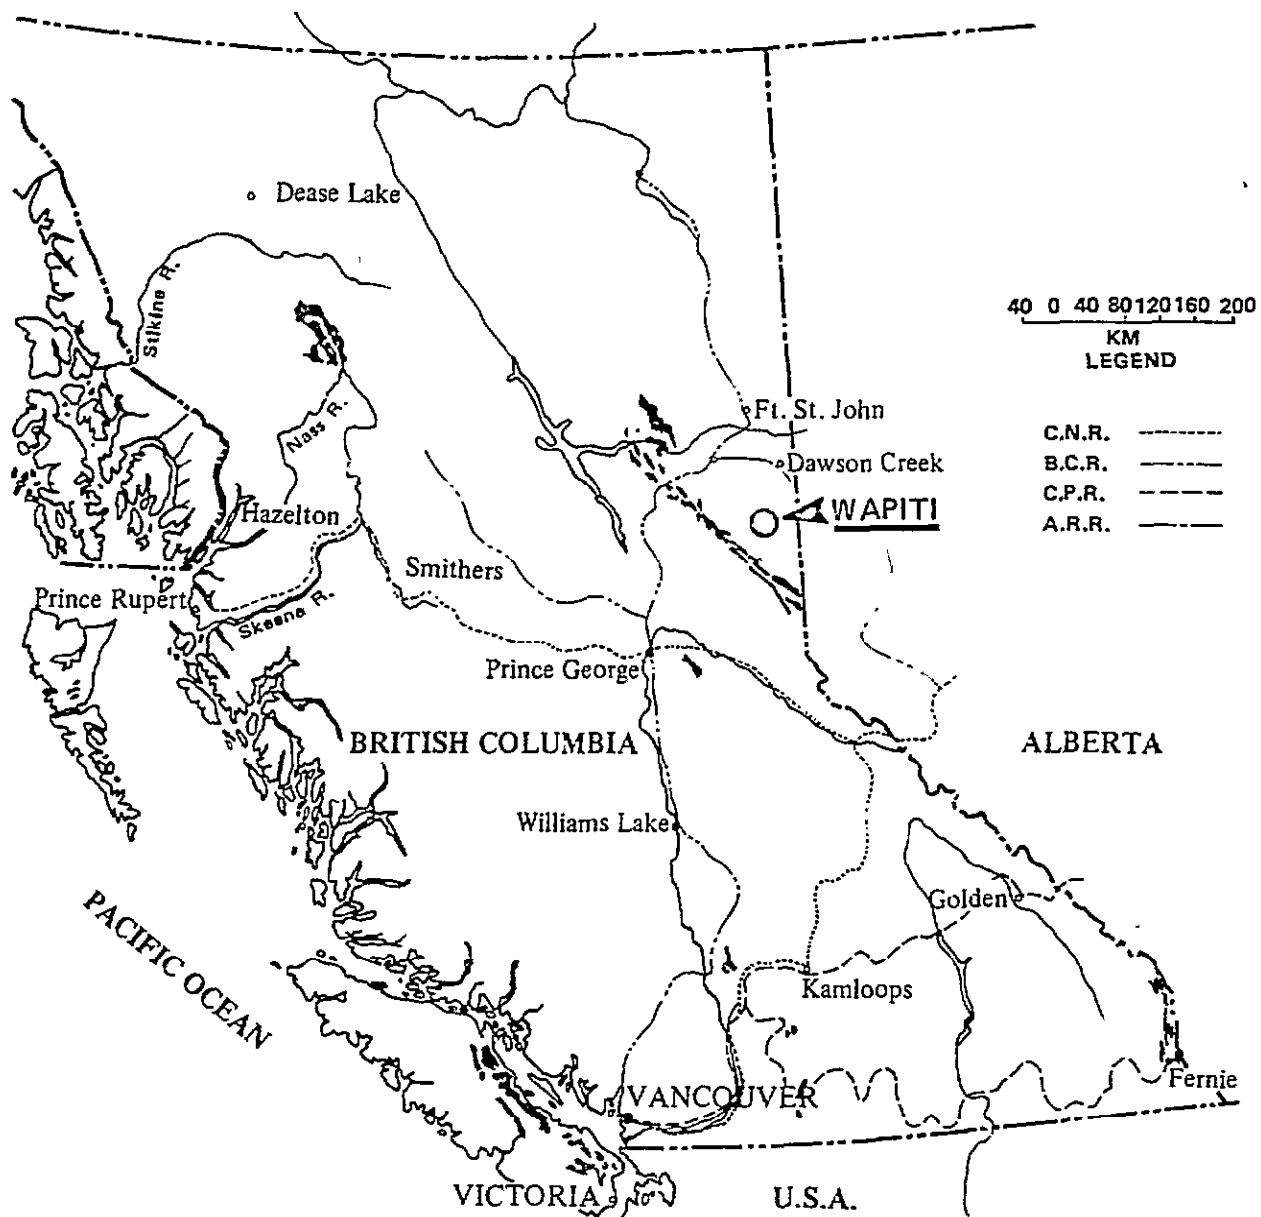 Dease Lake
Stikine R.
40 0 40 80 120 160 200
KM
LEGEND
Nass R.
Ft. St. John
C.N.R.
Dawson Creek
B.C.R.
C.P.R.
WAPITI
Hazelton
A.R.R.
Smithers
Prince Rupert
Skeena R.
Prince George
BRITISH COLUMBIA
ALBERTA
Williams Lake
PACIFIC OCEAN
Golden
Kamloops
Fernie
VANCOUVER
VICTORIA
U.S.A.